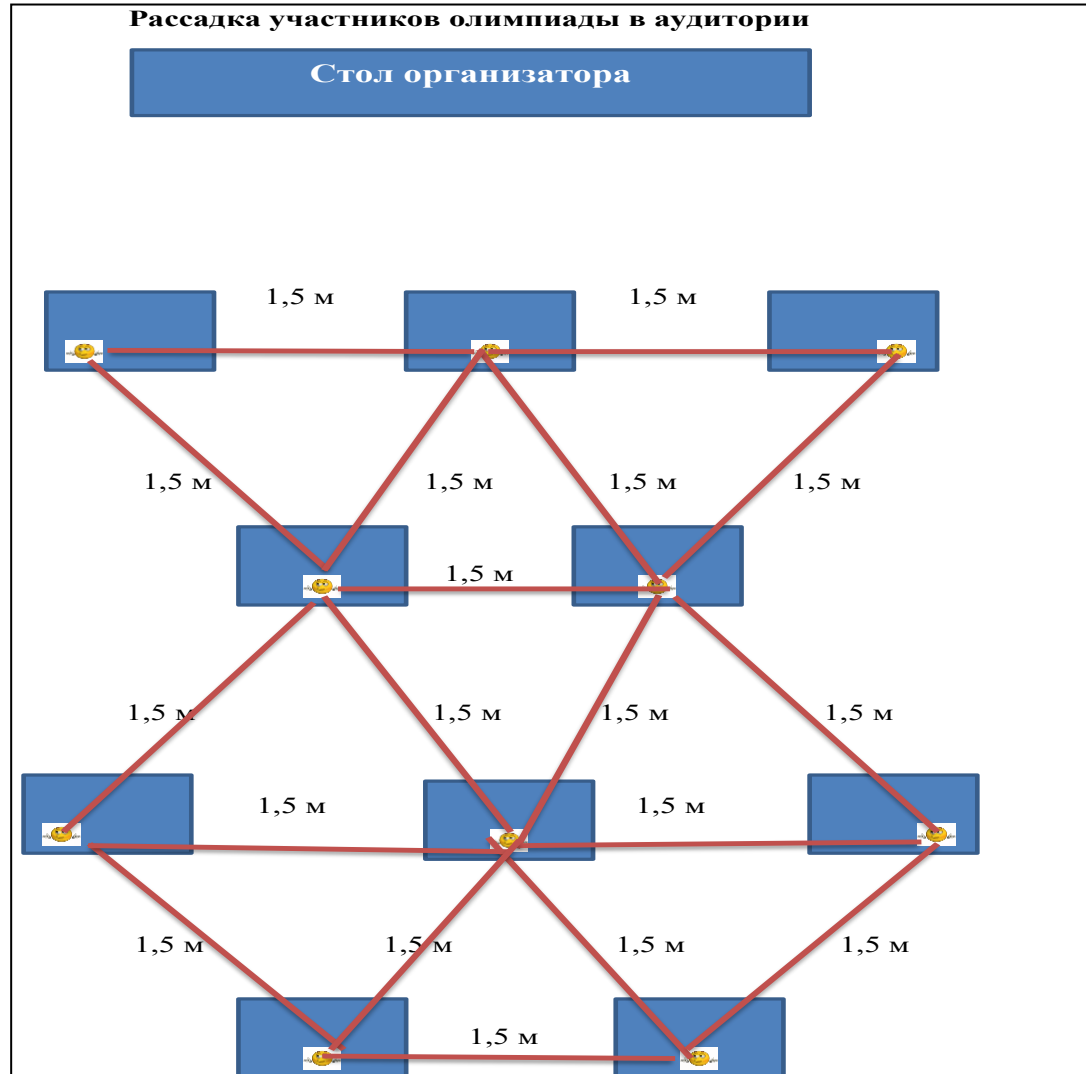 Рассадка участников олимпиады в аудитории
Стол организатора
1,5 м 1,5 м
1,5 м 1,5 м 1,5 м 1,5 м
1,5 м
1,5 м 1,5 м 1,5 м 1,5 м
1,5 м 1,5 м
1,5 м 1,5 м 1,5 м 1,5 м
1,5 м